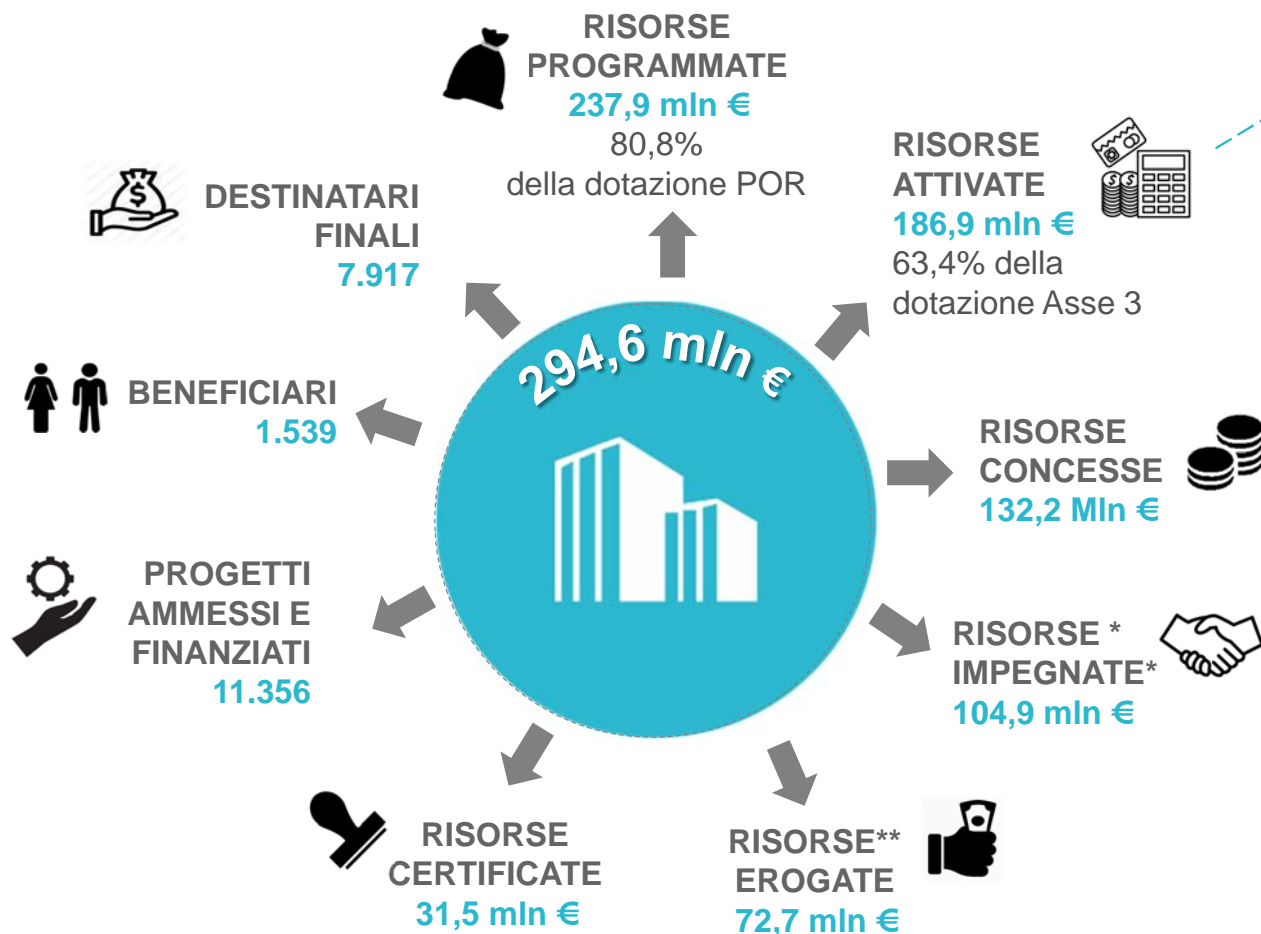 RISORSE
PROGRAMMATE
237,9 mln €
80,8%
della dotazione POR
RISORSE
ATTIVATE
186,9 mln €
63,4% della
dotazione Asse 3
DESTINATARI
FINALI
7.917
294,6 mln €
BENEFICIARI
1.539
RISORSE
CONCESSE
132,2 Mln €
PROGETTI
AMMESSI E
FINANZIATI
11.356
RISORSE *
IMPEGNATE*
104,9 mln €
RISORSE
CERTIFICATE
31,5 mln €
RISORSE**
EROGATE
72,7 mln €